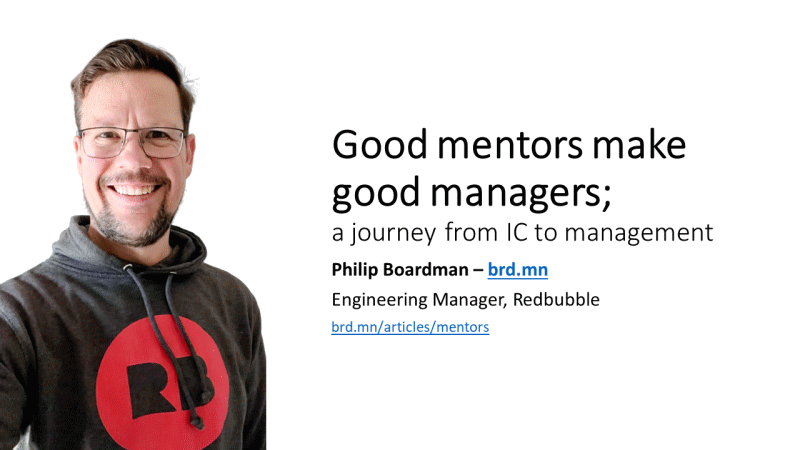 Good mentors make
good managers;
a journey from IC to management
Philip Boardman – brd.mn
Engineering Manager, Redbubble
brd.mn/articles/mentors
RB